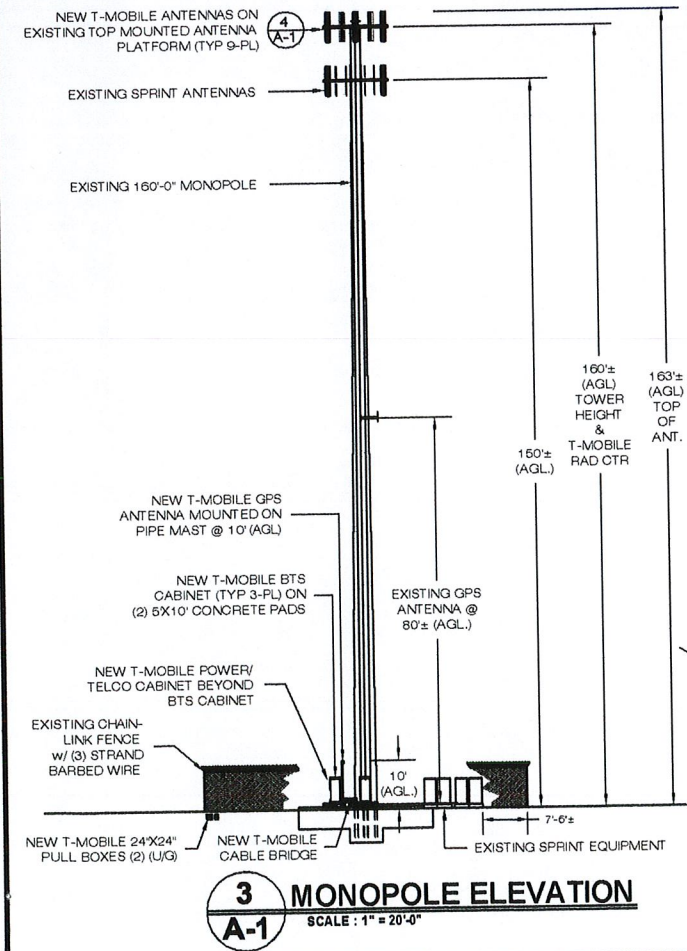 NEW T-MOBILE ANTENNAS ON
EXISTING TOP MOUNTED ANTENNA
PLATFORM (TYP 9-PL)
4
A-1
EXISTING SPRINT ANTENNAS
EXISTING 160'-0" MONOPOLE
160'±
(AGL)
TOWER
HEIGHT
&
T-MOBILE
RAD CTR
163'±
(AGL)
TOP
OF
ANT.
150'±
(AGL.)
NEW T-MOBILE GPS
ANTENNA MOUNTED ON
PIPE MAST @ 10' (AGL)
NEW T-MOBILE BTS
CABINET (TYP 3-PL) ON
(2) 5X10' CONCRETE PADS
EXISTING GPS
ANTENNA @
80'± (AGL.)
NEW T-MOBILE POWER/
TELCO CABINET BEYOND
BTS CABINET
EXISTING CHAIN-
LINK FENCE
w/ (3) STRAND
BARBED WIRE
10'
(AGL.)
7'-6"±
NEW T-MOBILE 24"X24"
PULL BOXES (2) (U/G)
NEW T-MOBILE
CABLE BRIDGE
EXISTING SPRINT EQUIPMENT
3
A-1
MONOPOLE ELEVATION
SCALE : 1" = 20'-0"